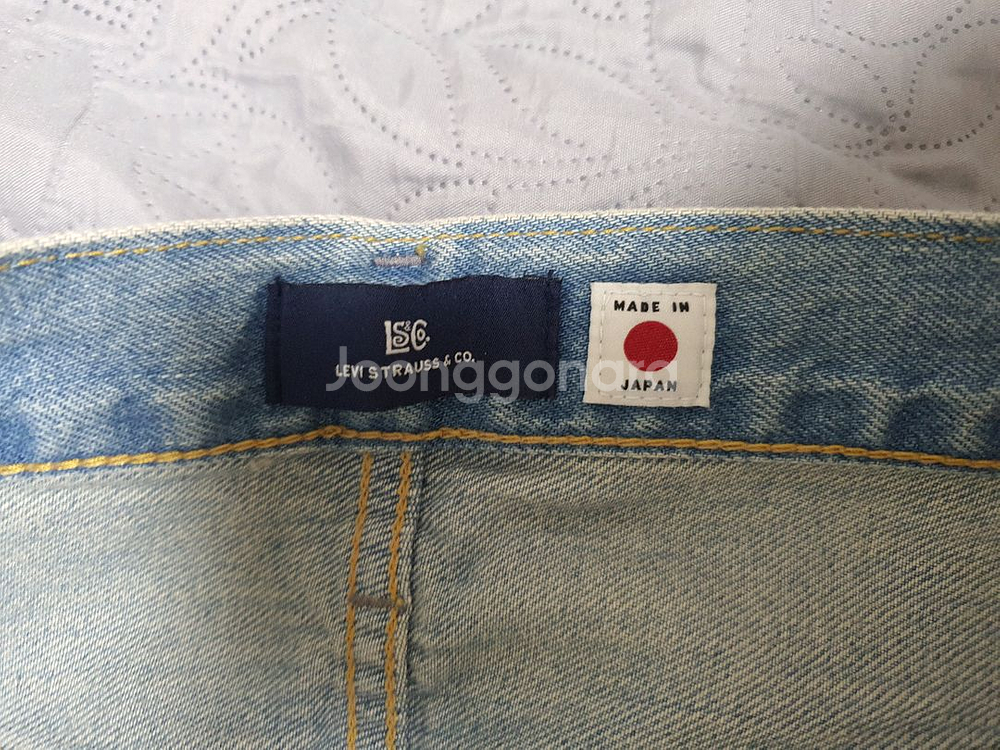 LS&Co.
LEVI STRAUSS & CO.
MADE IN
JAPAN
Joonggonara